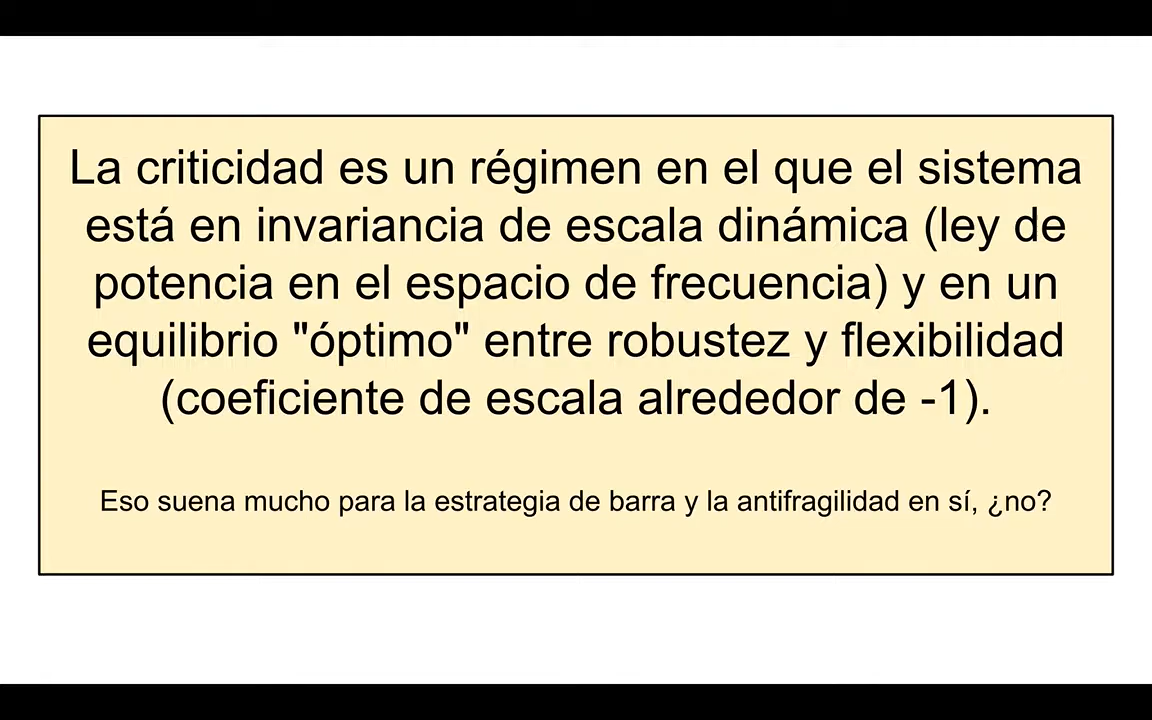 La criticidad es un régimen en el que el sistema
está en invariancia de escala dinámica (ley de
potencia en el espacio de frecuencia) y en un
equilibrio "óptimo" entre robustez y flexibilidad
(coeficiente de escala alrededor de -1).
Eso suena mucho para la estrategia de barra y la antifragilidad en sí, ¿no?